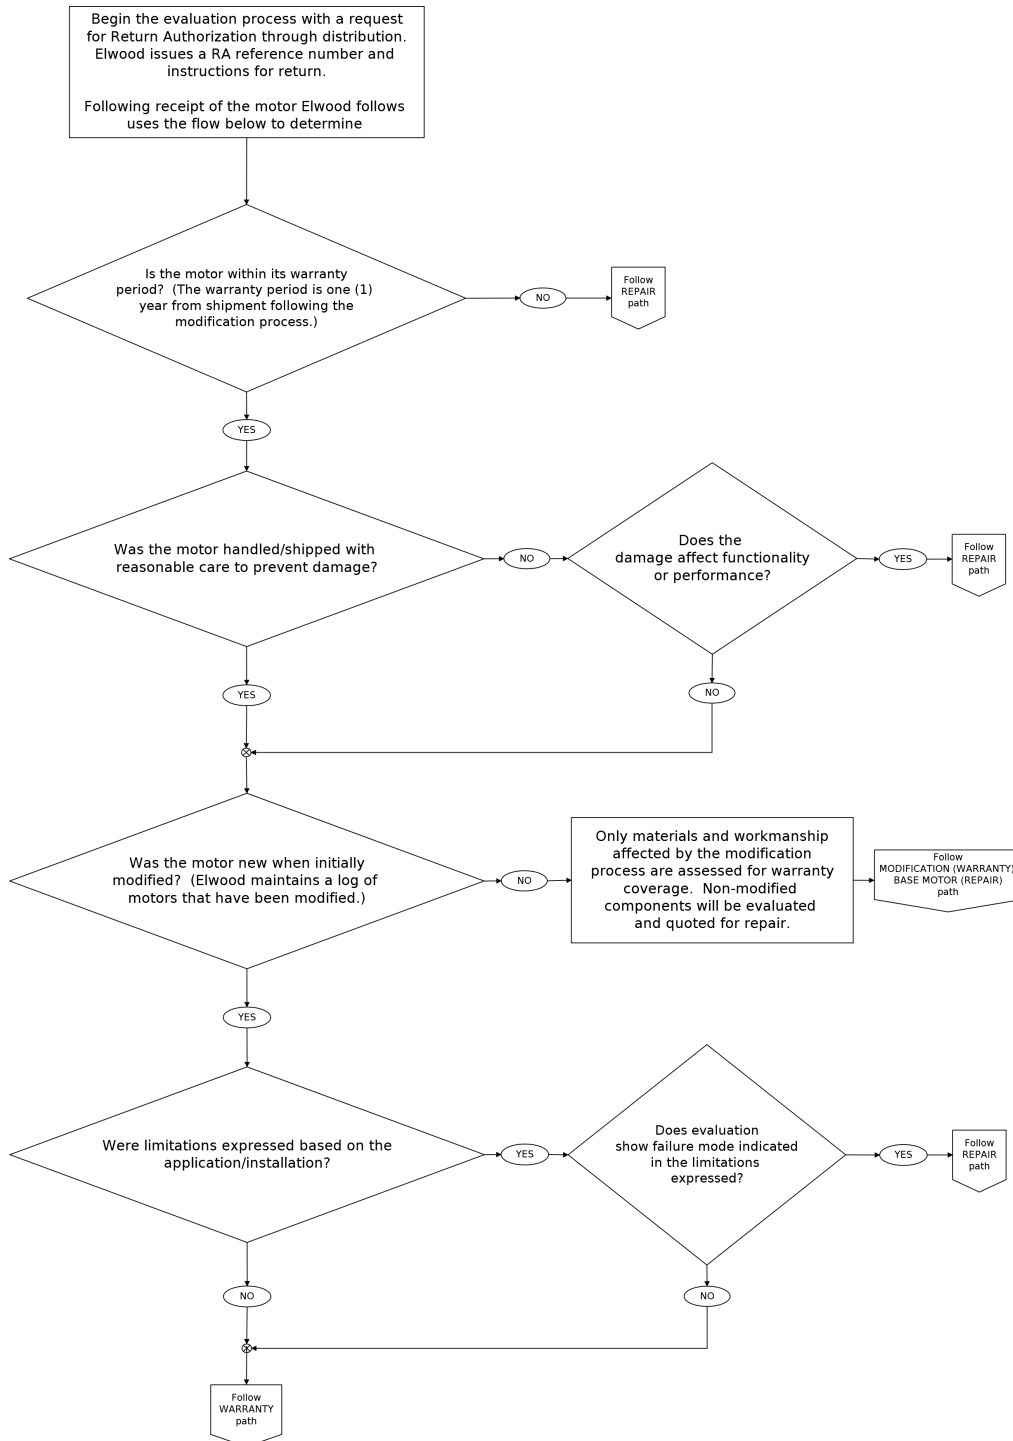 Begin the evaluation process with a request
for Return Authorization through distribution.
Elwood issues a RA reference number and
instructions for return.
Following receipt of the motor Elwood follows
uses the flow below to determine
Is the motor within its warranty
period?  (The warranty period is one (1)
year from shipment following the
modification process.)
NO
Follow
REPAIR
path
YES
Was the motor handled/shipped with
reasonable care to prevent damage?
NO
Does the
damage affect functionality
or performance?
YES
Follow
REPAIR
path
YES
NO
Was the motor new when initially
modified?  (Elwood maintains a log of
motors that have been modified.)
NO
Only materials and workmanship
affected by the modification
process are assessed for warranty
coverage.  Non-modified
components will be evaluated
and quoted for repair.
Follow
MODIFICATION (WARRANTY)
BASE MOTOR (REPAIR)
path
YES
Were limitations expressed based on the
application/installation?
YES
Does evaluation
show failure mode indicated
in the limitations
expressed?
YES
Follow
REPAIR
path
NO
NO
Follow
WARRANTY
path